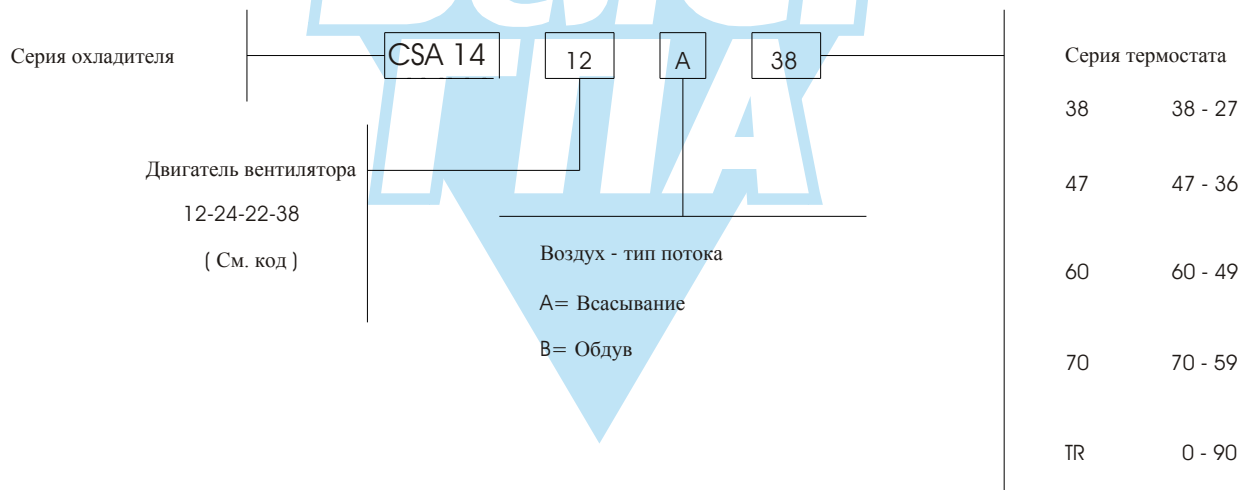 Серия охладителя
CSA 14 12 A 38
Серия термостата
38 38 - 27
Двигатель вентилятора
12-24-22-38
( См. код )
47 47 - 36
Воздух - тип потока
A= Всасывание
B= Обдув
60 60 - 49
70 70 - 59
TR 0 - 90